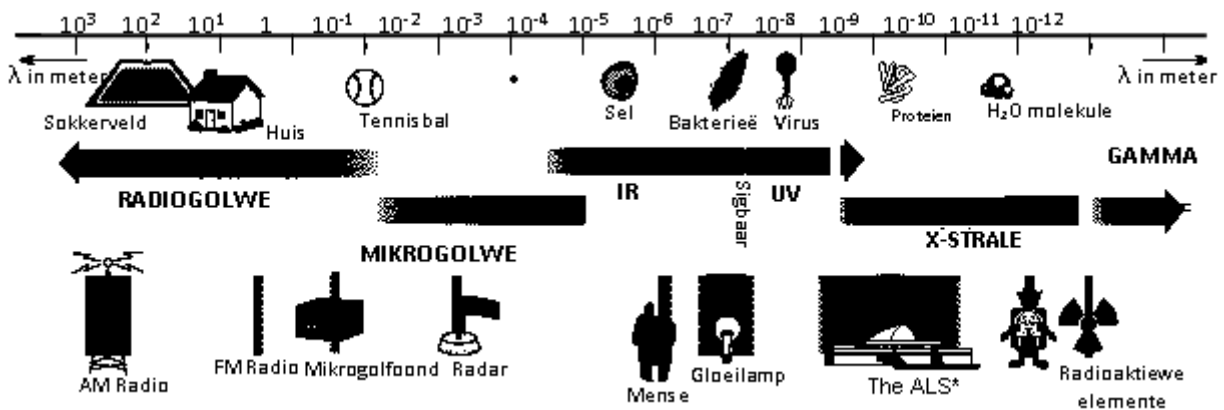 10³ 10² 10¹ 1 10⁻¹ 10⁻² 10⁻⁴ 10⁻⁵ 10⁻⁶ 10⁻⁷ 10⁻⁸ 10⁻⁹ 10⁻¹⁰ 10⁻¹¹ 10⁻¹²
λ in meter
λ in meter
Sokkerveld
Huis
Tennisbal
Sel
Bakterieë
Virus
Proteien
H₂O molekule
RADIOGOLWE
IR
Sigbaar
UV
GAMMA
MIKROGOLWE
X-STRALE
AM Radio
FM Radio
Mikrogolfoond
Radar
Mense
Gloeilamp
The ALS*
Radioaktiewe
elemente